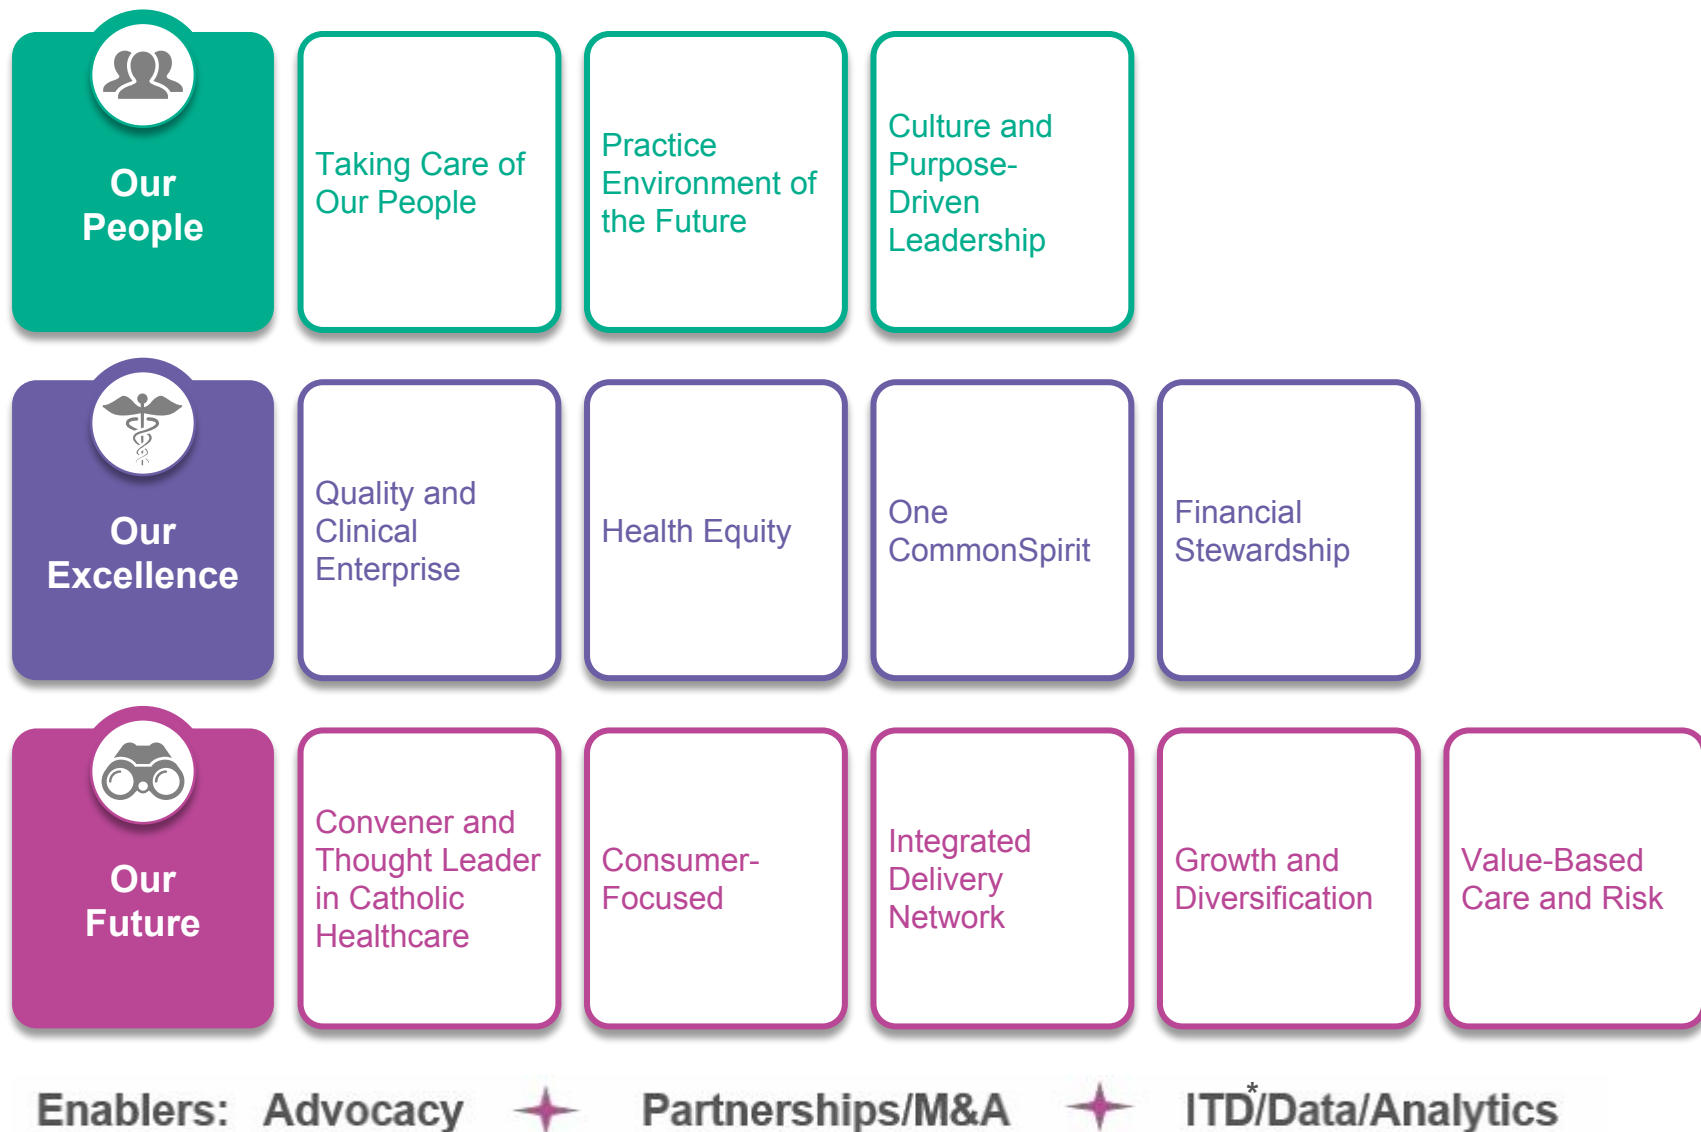 Our
People
Taking Care of
Our People
Practice
Environment of
the Future
Culture and
Purpose-
Driven
Leadership
Our
Excellence
Quality and
Clinical
Enterprise
Health Equity
One
CommonSpirit
Financial
Stewardship
Our
Future
Convener and
Thought Leader
in Catholic
Healthcare
Consumer-
Focused
Integrated
Delivery
Network
Growth and
Diversification
Value-Based
Care and Risk
Enablers: Advocacy Partnerships/M&A ITD*/Data/Analytics